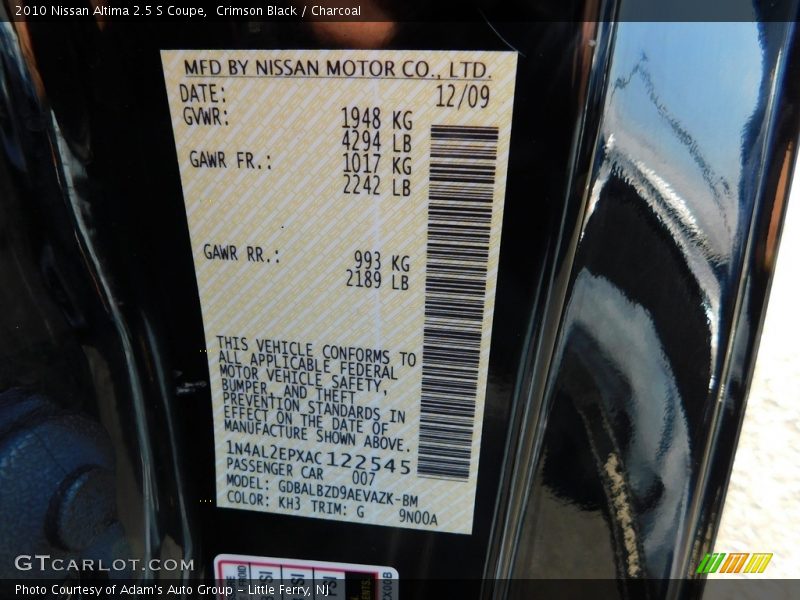 2010 Nissan Altima 2.5 S Coupe,  Crimson Black / Charcoal
MFD BY NISSAN MOTOR CO., LTD.
DATE: 12/09
GVWR: 1948 KG
4294 LB
GAWR FR.: 1017 KG
2242 LB
GAWR RR.: 993 KG
2189 LB
THIS VEHICLE CONFORMS TO
ALL APPLICABLE FEDERAL
MOTOR VEHICLE SAFETY,
BUMPER, AND THEFT
PREVENTION STANDARDS IN
EFFECT ON THE DATE OF
MANUFACTURE SHOWN ABOVE.
1N4AL2EPXAC122545
PASSENGER CAR 007
MODEL: GDBALBZD9AEVAZK-BM
COLOR: KH3 TRIM: G 9N00A
GTCARLOT.COM
Photo Courtesy of Adam's Auto Group – Little Ferry, NJ